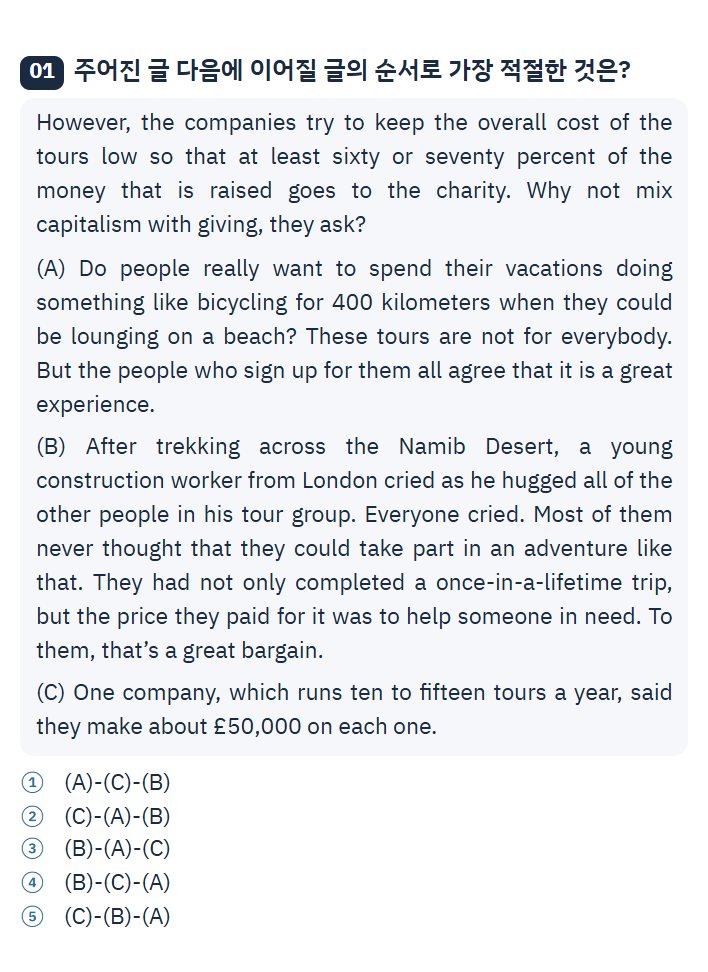 01 주어진 글 다음에 이어질 글의 순서로 가장 적절한 것은?
However, the companies try to keep the overall cost of the
tours low so that at least sixty or seventy percent of the
money that is raised goes to the charity. Why not mix
capitalism with giving, they ask?
(A) Do people really want to spend their vacations doing
something like bicycling for 400 kilometers when they could
be lounging on a beach? These tours are not for everybody.
But the people who sign up for them all agree that it is a great
experience.
(B) After trekking across the Namib Desert, a young
construction worker from London cried as he hugged all of the
other people in his tour group. Everyone cried. Most of them
never thought that they could take part in an adventure like
that. They had not only completed a once-in-a-lifetime trip,
but the price they paid for it was to help someone in need. To
them, that’s a great bargain.
(C) One company, which runs ten to fifteen tours a year, said
they make about £50,000 on each one.
① (A)-(C)-(B)
② (C)-(A)-(B)
③ (B)-(A)-(C)
④ (B)-(C)-(A)
⑤ (C)-(B)-(A)